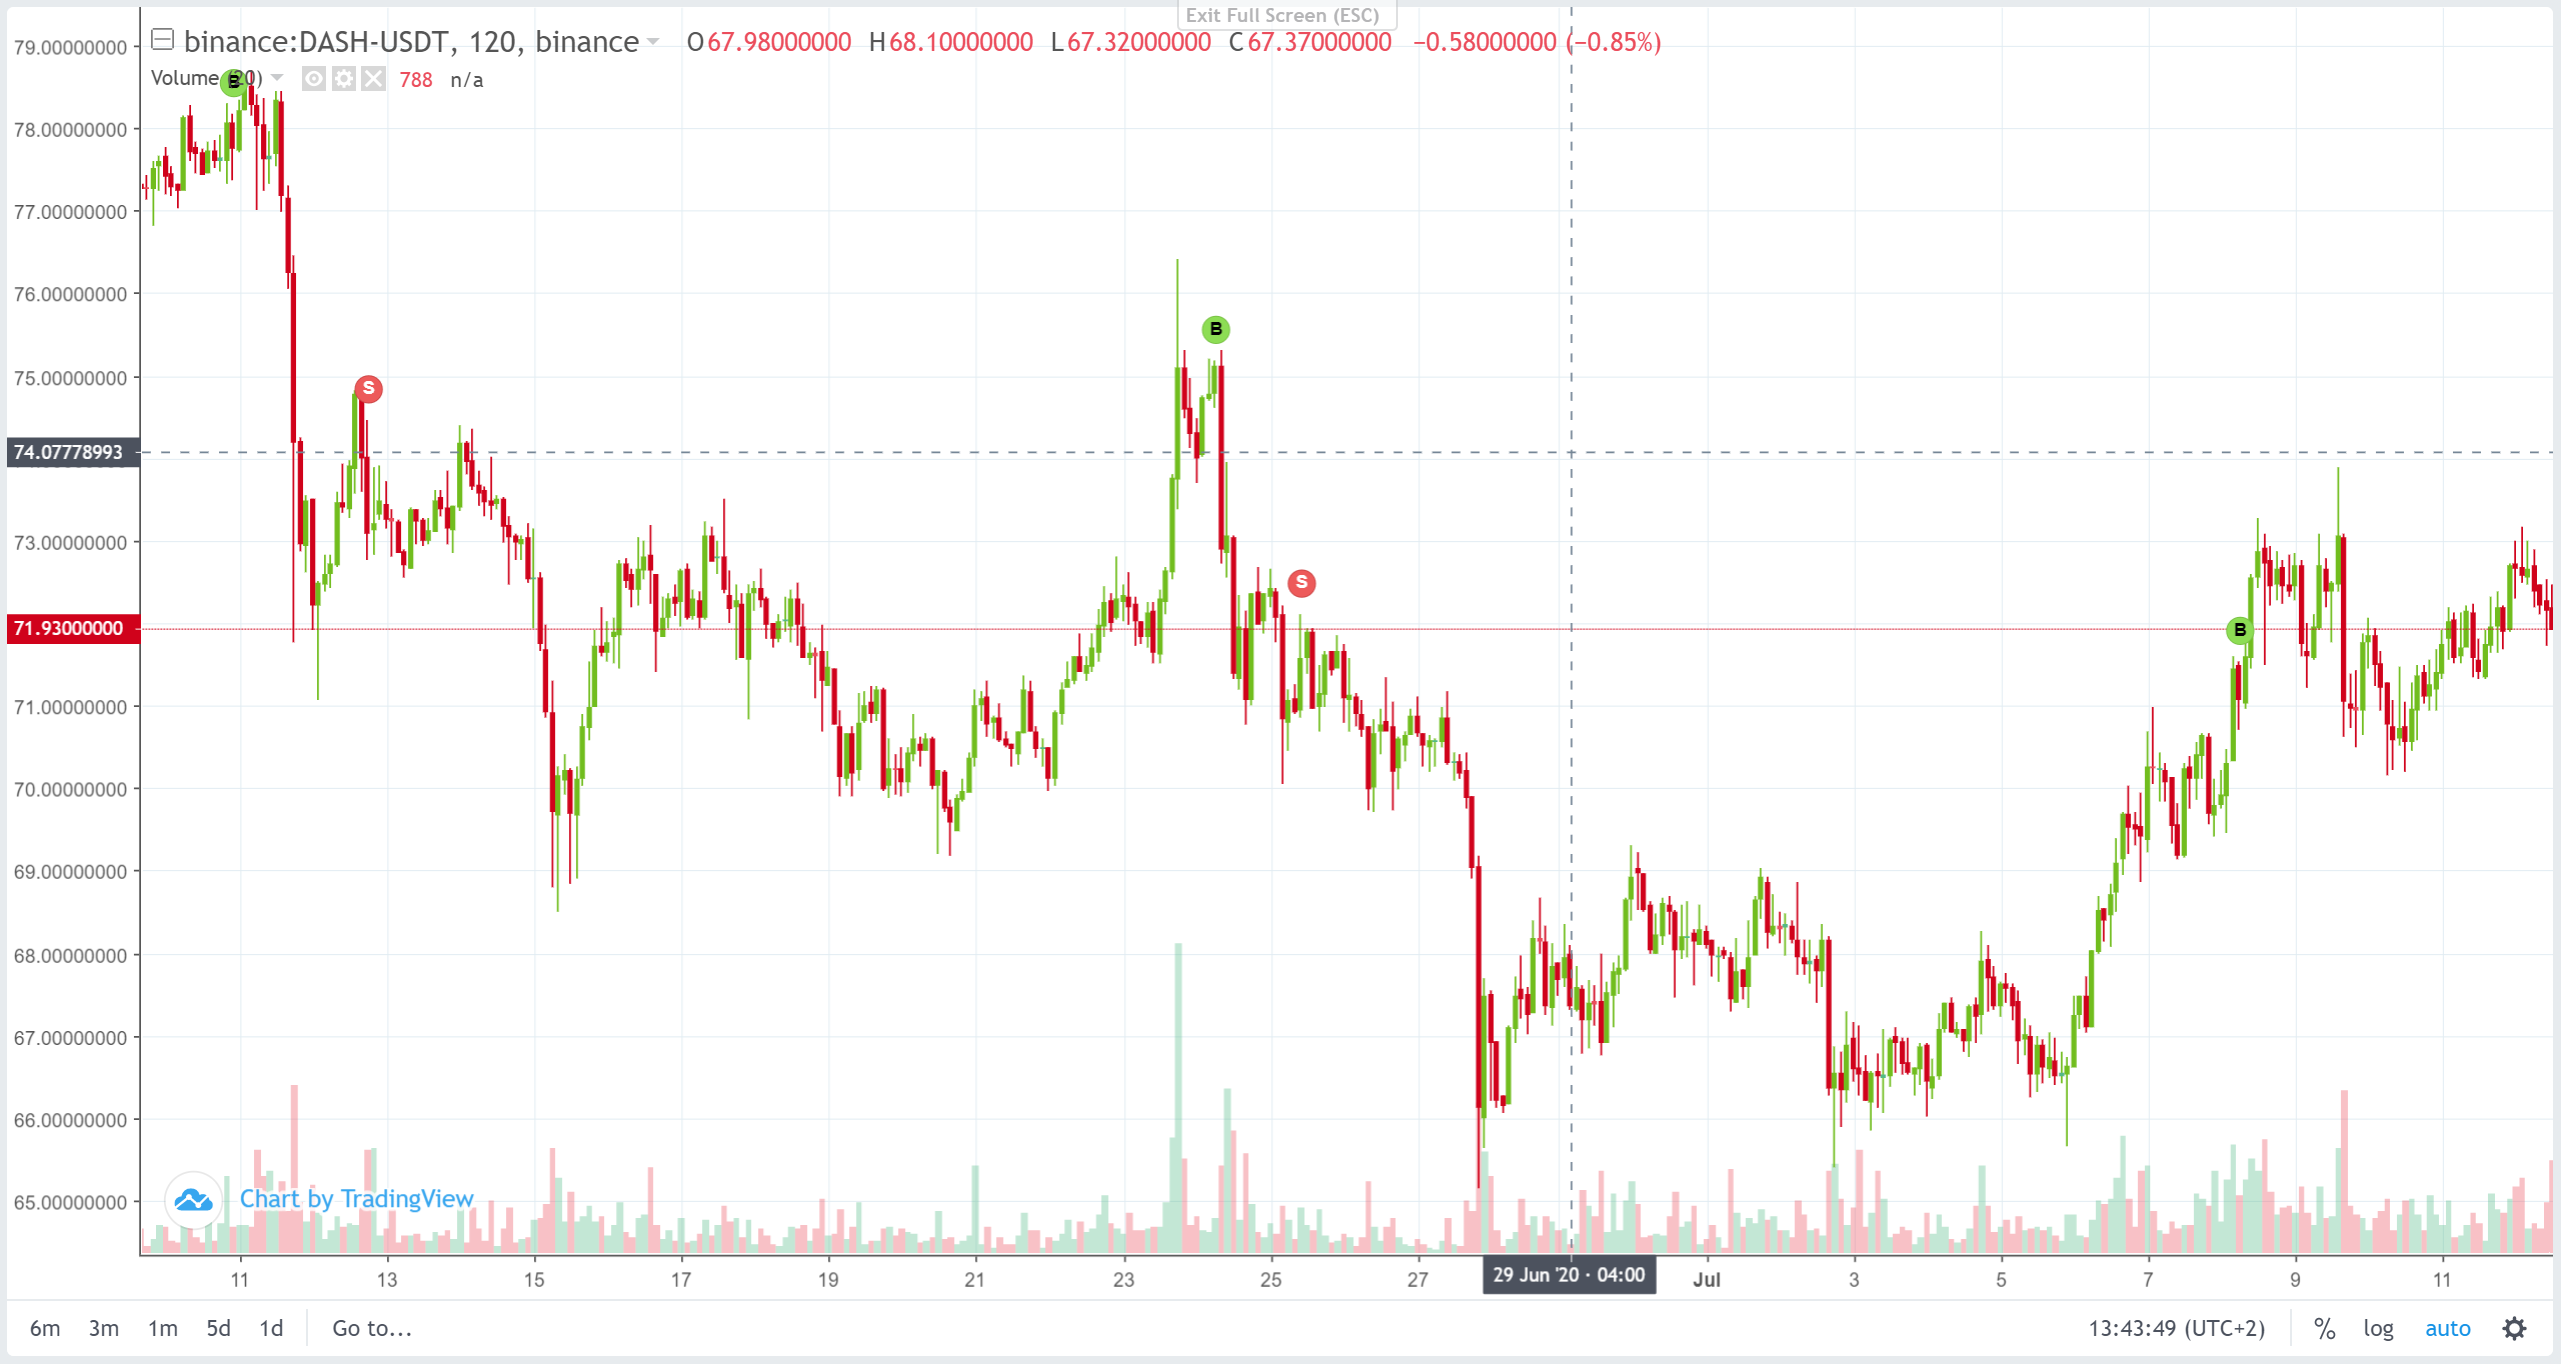 Exit Full Screen (ESC)
binance:DASH-USDT, 120, binance O67.98000000 H68.10000000 L67.32000000 C67.37000000 −0.58000000 (−0.85%)
Volume (20) 788 n/a
79.00000000
78.00000000
77.00000000
76.00000000
75.00000000
74.07778993
73.00000000
71.93000000
71.00000000
70.00000000
69.00000000
68.00000000
67.00000000
66.00000000
65.00000000
B
S
B
S
B
Chart by TradingView
11 13 15 17 19 21 23 25 27 29 Jun '20 · 04:00 Jul 3 5 7 9 11
6m 3m 1m 5d 1d Go to... 13:43:49 (UTC+2) % log auto